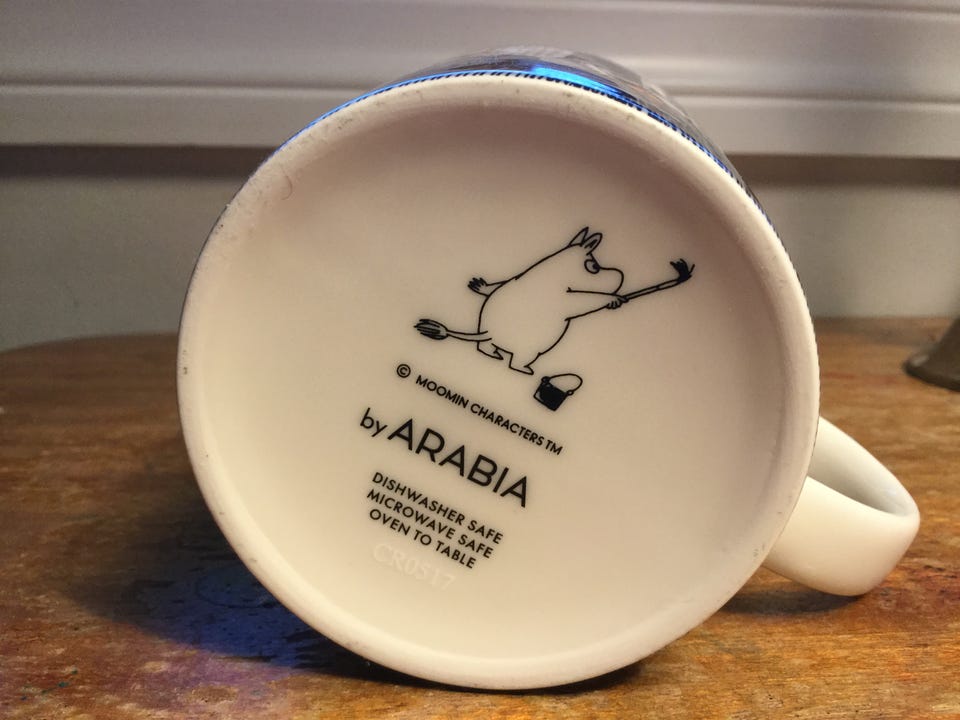 © MOOMIN CHARACTERS TM
by ARABIA
DISHWASHER SAFE
MICROWAVE SAFE
OVEN TO TABLE
CR0517